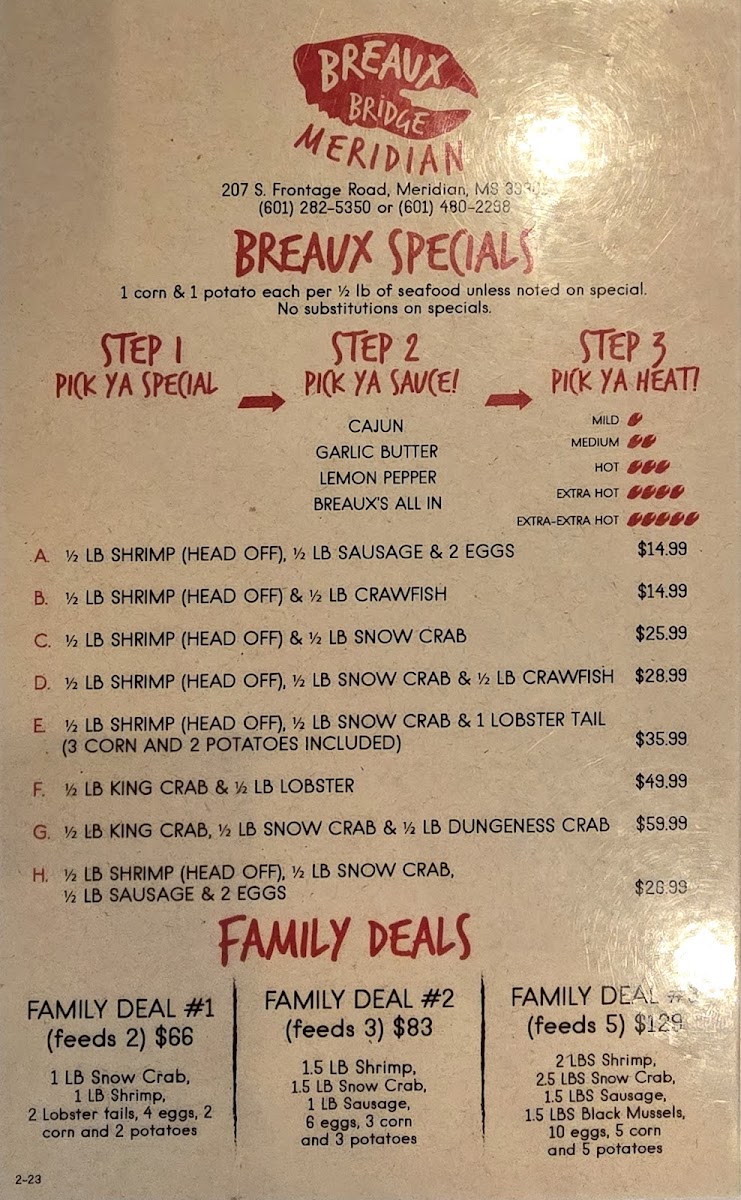 BREAUX
BRIDGE
MERIDIAN
207 S. Frontage Road, Meridian, MS
(601) 282-5350 or (601) 480-2298
BREAUX SPECIALS
1 corn & 1 potato each per ½ lb of seafood unless noted on special.
No substitutions on specials.
STEP 1
PICK YA SPECIAL
STEP 2
PICK YA SAUCE!
CAJUN
GARLIC BUTTER
LEMON PEPPER
BREAUX'S ALL IN
STEP 3
PICK YA HEAT!
MILD
MEDIUM
HOT
EXTRA HOT
EXTRA-EXTRA HOT
A. ½ LB SHRIMP (HEAD OFF), ½ LB SAUSAGE & 2 EGGS $14.99
B. ½ LB SHRIMP (HEAD OFF) & ½ LB CRAWFISH $14.99
C. ½ LB SHRIMP (HEAD OFF) & ½ LB SNOW CRAB $25.99
D. ½ LB SHRIMP (HEAD OFF), ½ LB SNOW CRAB & ½ LB CRAWFISH $28.99
E. ½ LB SHRIMP (HEAD OFF), ½ LB SNOW CRAB & 1 LOBSTER TAIL
(3 CORN AND 2 POTATOES INCLUDED) $35.99
F. ½ LB KING CRAB & ½ LB LOBSTER $49.99
G. ½ LB KING CRAB, ½ LB SNOW CRAB & ½ LB DUNGENESS CRAB $59.99
H. ½ LB SHRIMP (HEAD OFF), ½ LB SNOW CRAB,
½ LB SAUSAGE & 2 EGGS $26.99
FAMILY DEALS
FAMILY DEAL #1
(feeds 2) $66
1 LB Snow Crab,
1 LB Shrimp,
2 Lobster tails, 4 eggs, 2
corn and 2 potatoes
FAMILY DEAL #2
(feeds 3) $83
1.5 LB Shrimp,
1.5 LB Snow Crab,
1 LB Sausage,
6 eggs, 3 corn
and 3 potatoes
FAMILY DEAL #3
(feeds 5) $129
2 LBS Shrimp,
2.5 LBS Snow Crab,
1.5 LBS Sausage,
1.5 LBS Black Mussels,
10 eggs, 5 corn
and 5 potatoes
2-23